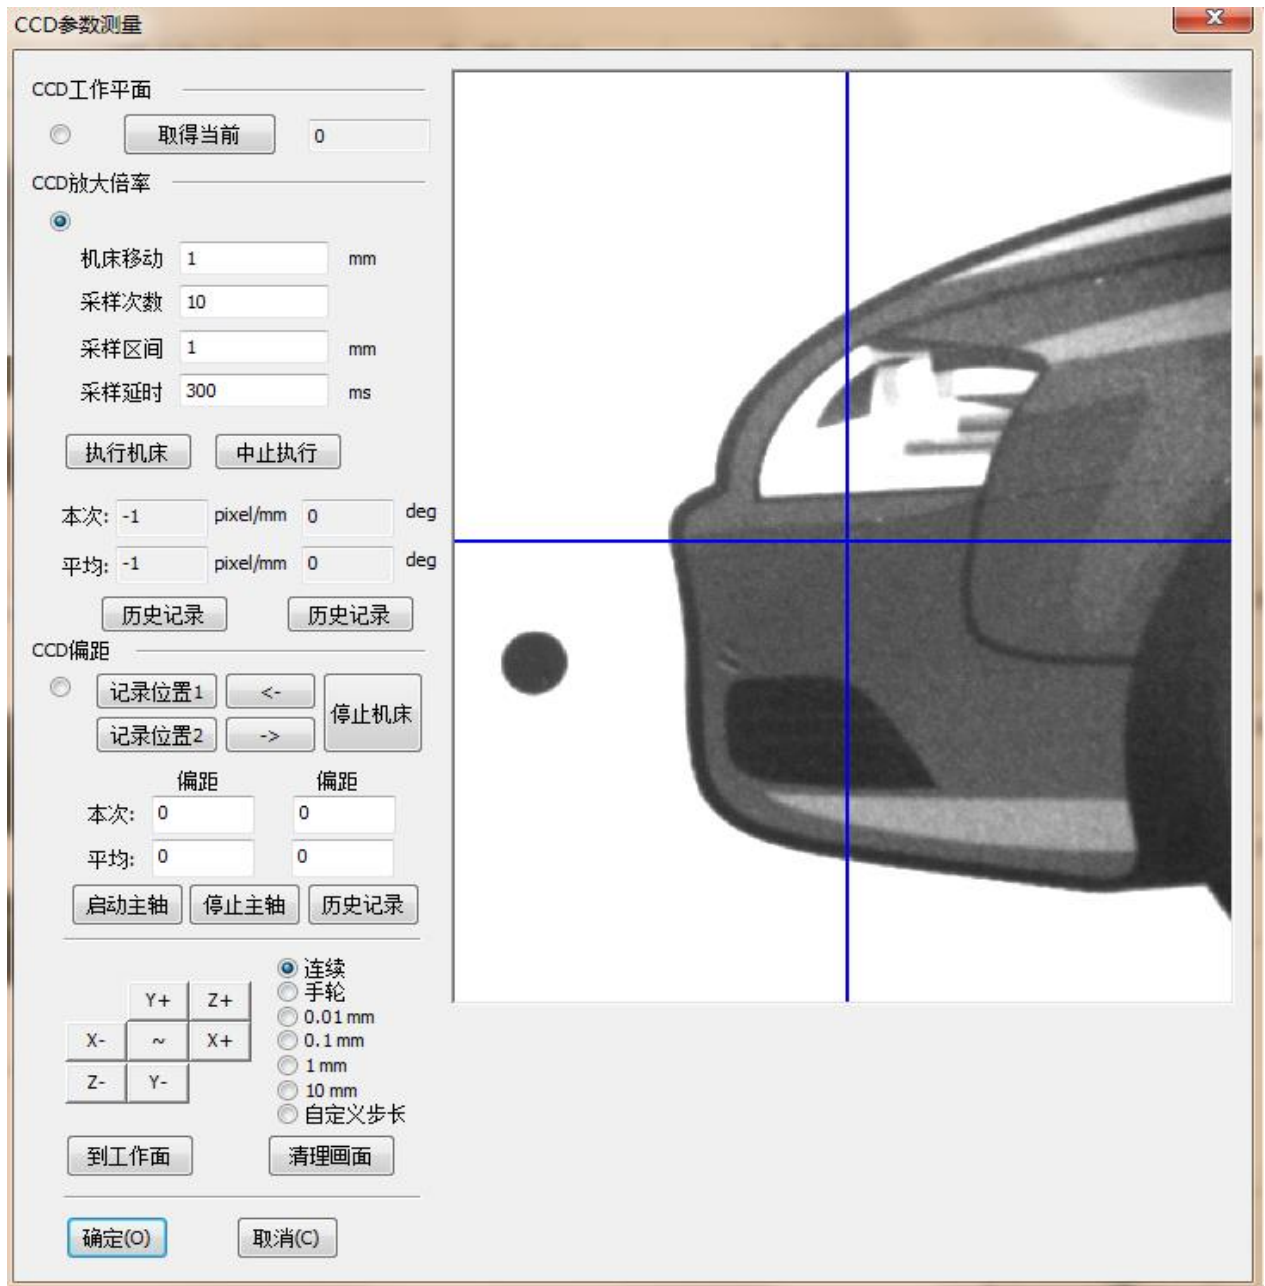 CCD参数测量
CCD工作平面
取得当前 0
CCD放大倍率
机床移动 1 mm
采样次数 10
采样区间 1 mm
采样延时 300 ms
执行机床 中止执行
本次: -1 pixel/mm 0 deg
平均: -1 pixel/mm 0 deg
历史记录 历史记录
CCD偏距
记录位置1 <- 停止机床
记录位置2 ->
偏距 偏距
本次: 0 0
平均: 0 0
启动主轴 停止主轴 历史记录
连续
Y+ Z+ 手轮
0.01 mm
X- ~ X+ 0.1 mm
1 mm
Z- Y- 10 mm
自定义步长
到工作面 清理画面
确定(O) 取消(C)